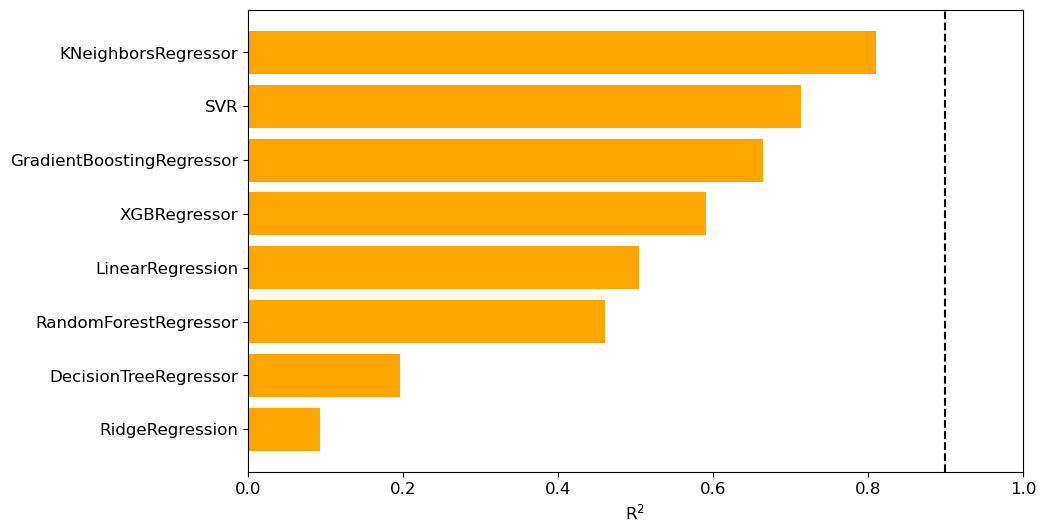 KNeighborsRegressor
SVR
GradientBoostingRegressor
XGBRegressor
LinearRegression
RandomForestRegressor
DecisionTreeRegressor
RidgeRegression
0.0 0.2 0.4 0.6 0.8 1.0
R²